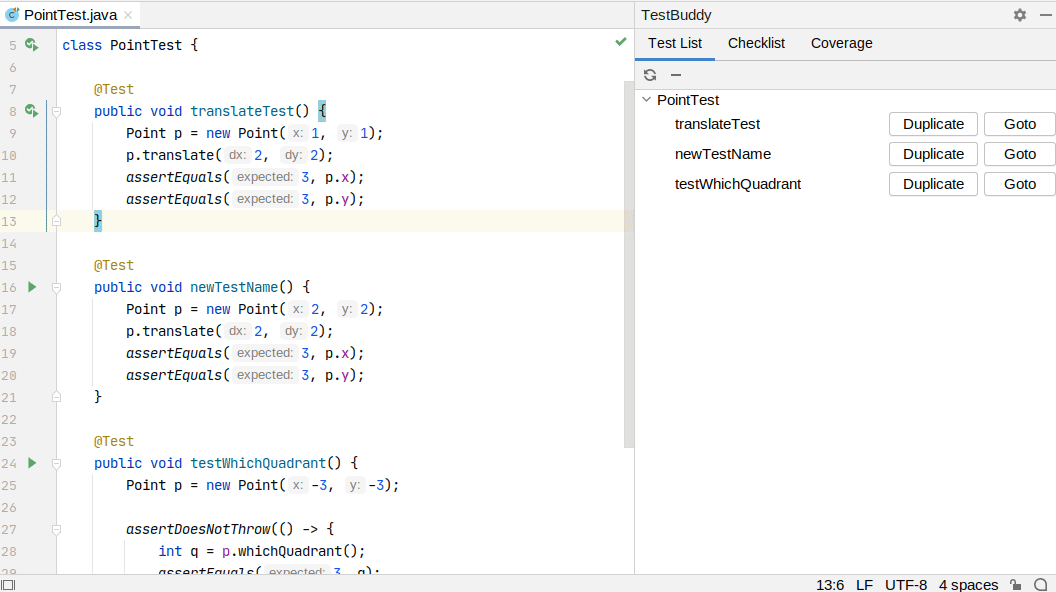 PointTest.java
TestBuddy
Test List Checklist Coverage
5 class PointTest {
6
7 @Test
8 public void translateTest() {
9 Point p = new Point( x: 1, y: 1);
10 p.translate( dx: 2, dy: 2);
11 assertEquals( expected: 3, p.x);
12 assertEquals( expected: 3, p.y);
13 }
14
15 @Test
16 public void newTestName() {
17 Point p = new Point( x: 2, y: 2);
18 p.translate( dx: 2, dy: 2);
19 assertEquals( expected: 3, p.x);
20 assertEquals( expected: 3, p.y);
21 }
22
23 @Test
24 public void testWhichQuadrant() {
25 Point p = new Point( x: -3, y: -3);
26
27 assertDoesNotThrow(() -> {
28 int q = p.whichQuadrant();
29 assertEquals( expected: 3, q);
PointTest
translateTest Duplicate Goto
newTestName Duplicate Goto
testWhichQuadrant Duplicate Goto
13:6 LF UTF-8 4 spaces